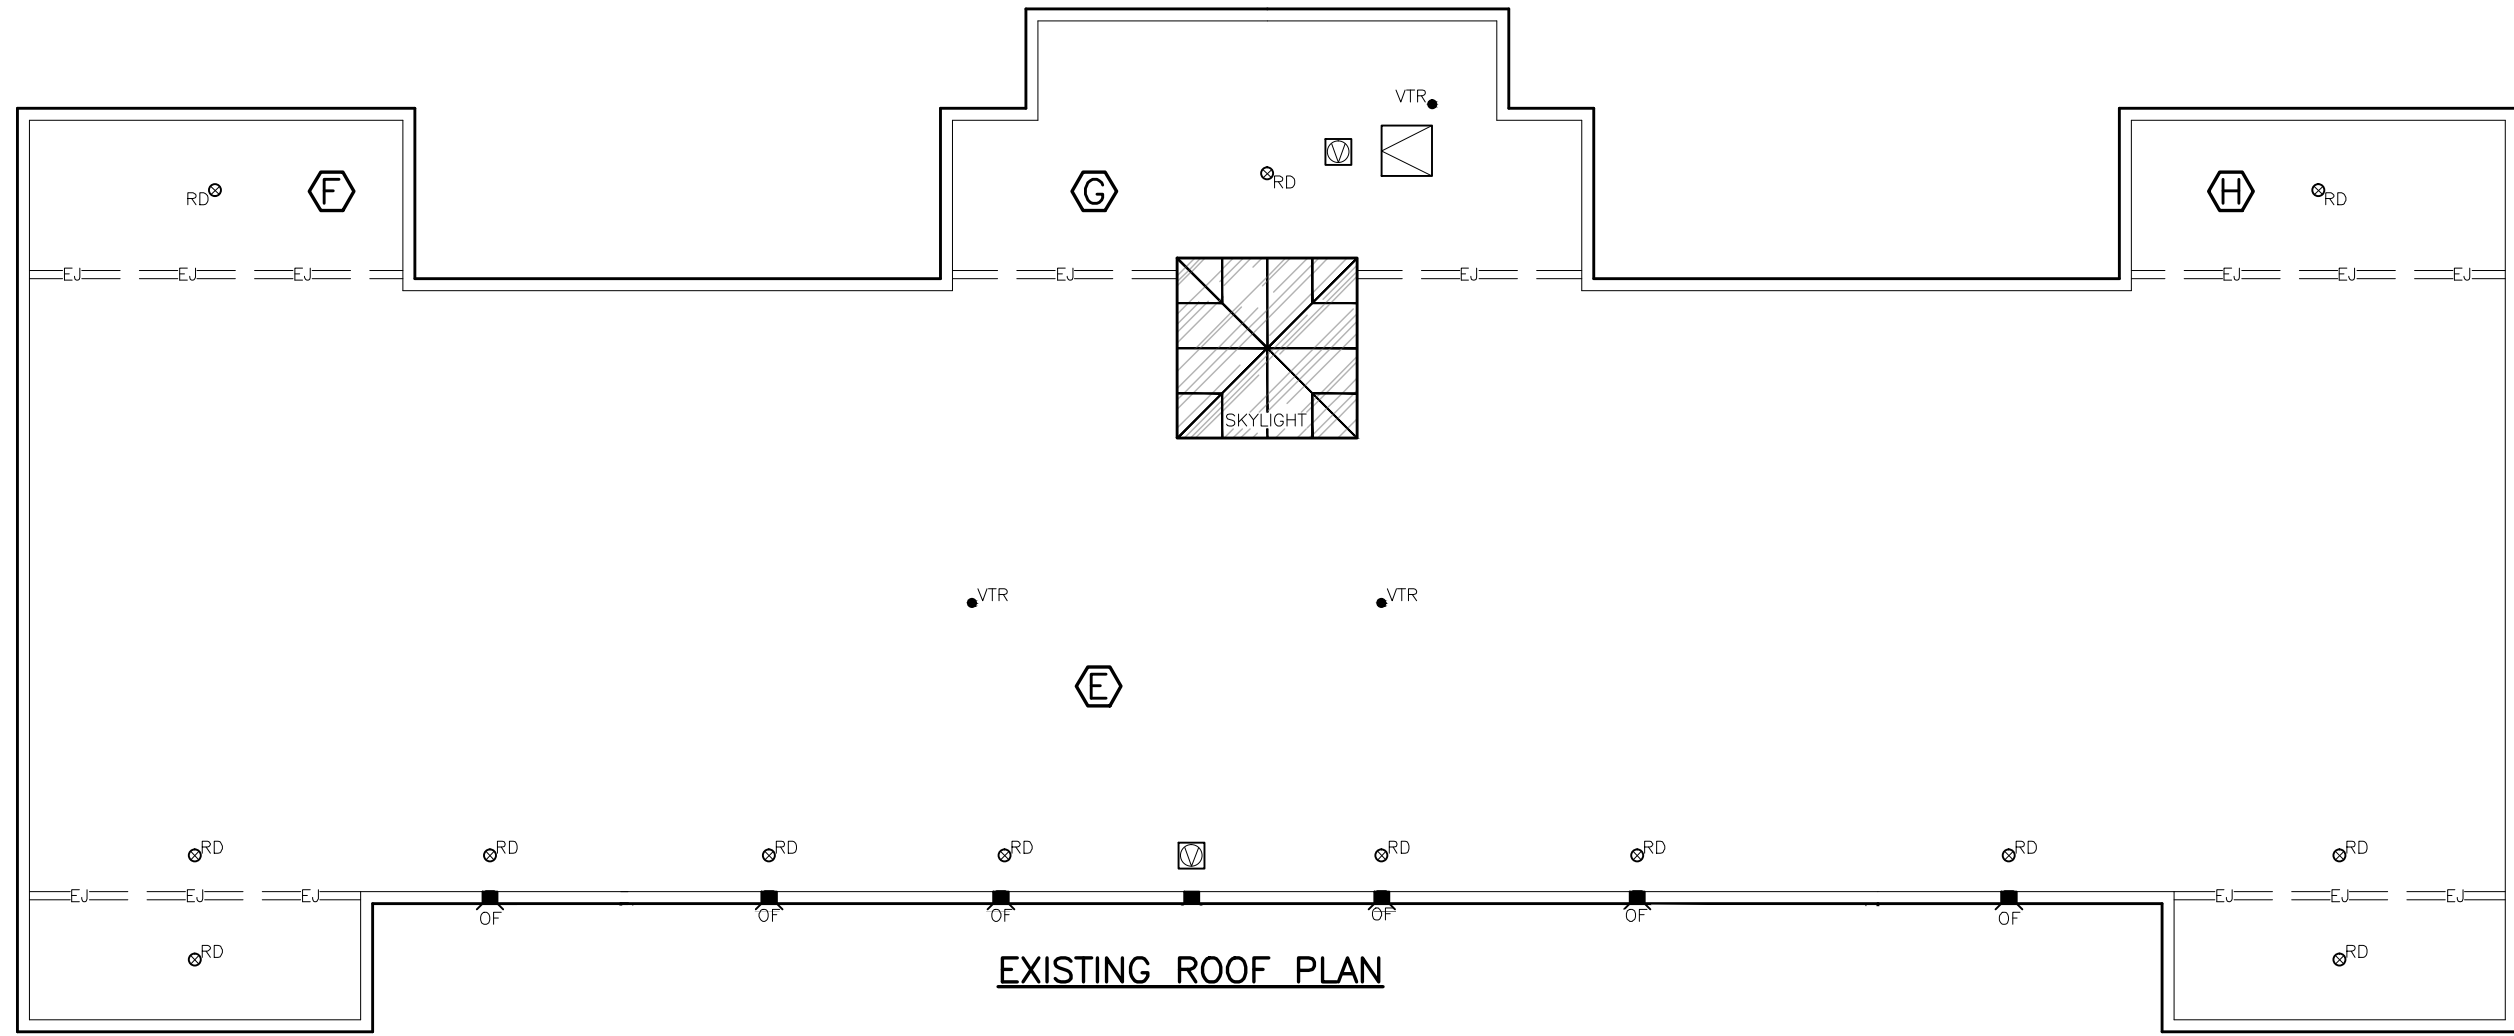 VTR
V
RD
F
G
RD
H
RD
EJ EJ EJ EJ EJ EJ EJ EJ
SKYLIGHT
VTR VTR
E
RD RD RD RD RD RD RD RD
V
EJ EJ EJ EJ EJ EJ
OF OF OF OF OF OF
RD RD
EXISTING ROOF PLAN